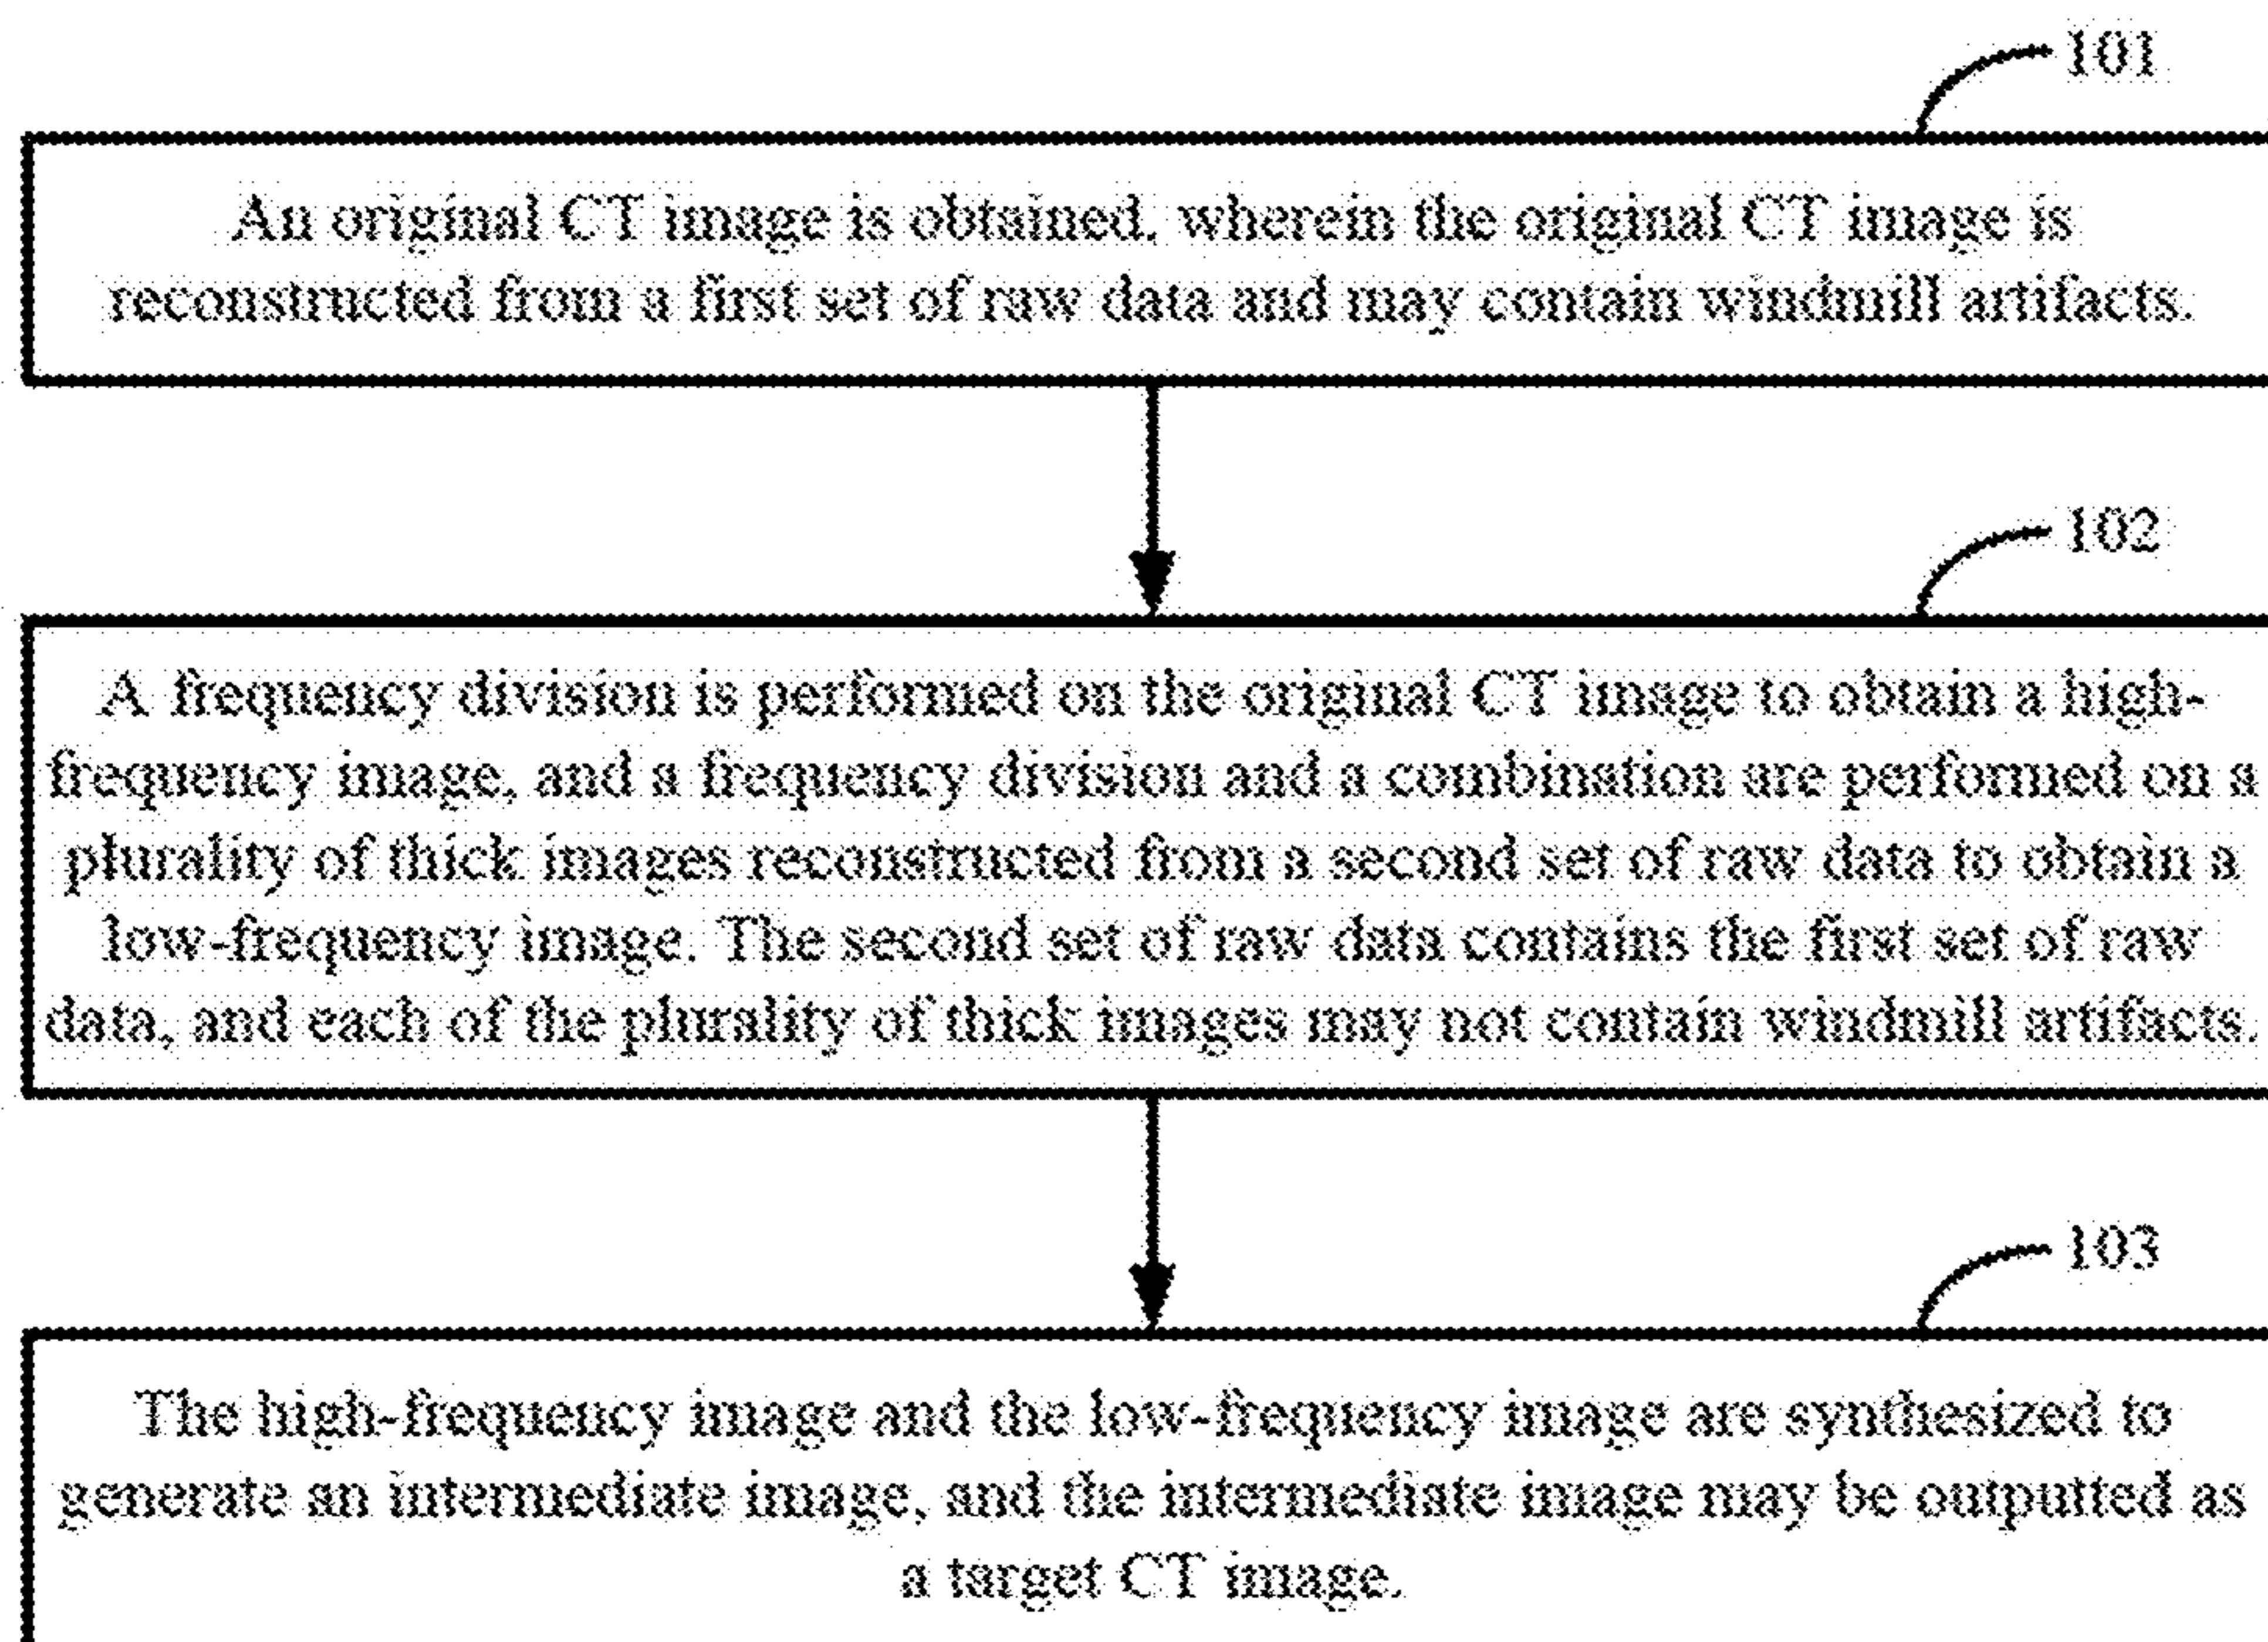 101
An original CT image is obtained, wherein the original CT image is
reconstructed from a first set of raw data and may contain windmill artifacts.
102
A frequency division is performed on the original CT image to obtain a high-
frequency image, and a frequency division and a combination are performed on a
plurality of thick images reconstructed from a second set of raw data to obtain a
low-frequency image. The second set of raw data contains the first set of raw
data, and each of the plurality of thick images may not contain windmill artifacts.
103
The high-frequency image and the low-frequency image are synthesized to
generate an intermediate image, and the intermediate image may be outputted as
a target CT image.